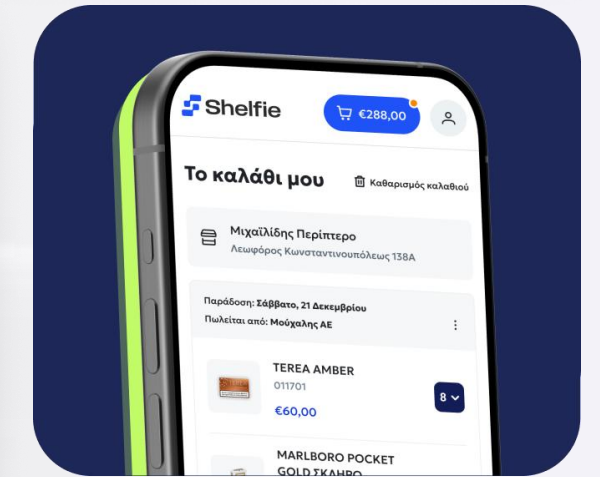 Shelfie
€288,00
Το καλάθι μου
Καθαρισμός καλαθιού
Μιχαϊλίδης Περίπτερο
Λεωφόρος Κωνσταντινουπόλεως 138Α
Παράδοση: Σάββατο, 21 Δεκεμβρίου
Πωλείται από: Μούχαλης ΑΕ
TEREA AMBER
011701
€60,00
8
MARLBORO POCKET
GOLD ΣΚΛΗΡΟ